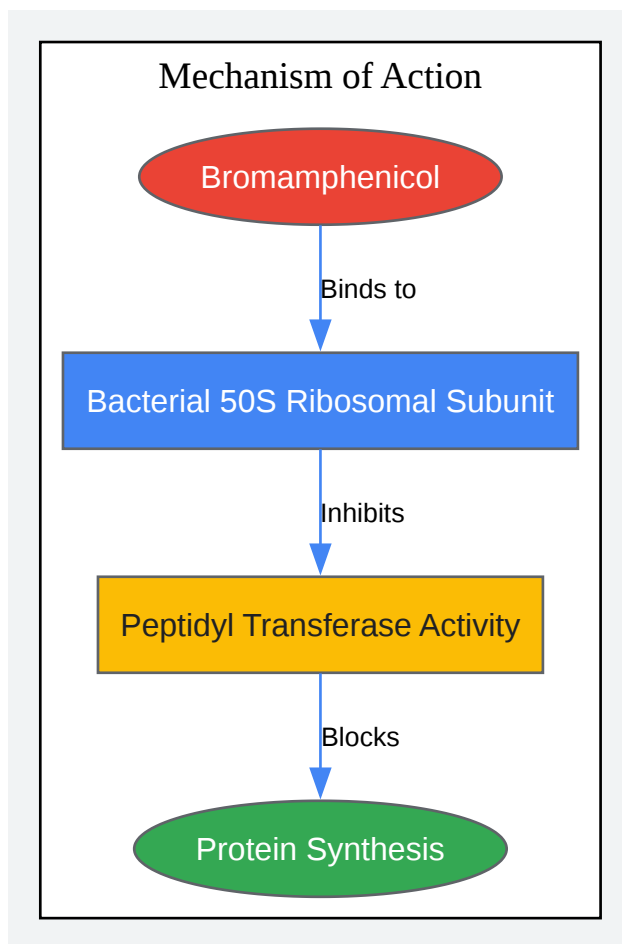 Mechanism of Action
Bromamphenicol
Binds to
Bacterial 50S Ribosomal Subunit
Inhibits
Peptidyl Transferase Activity
Blocks
Protein Synthesis